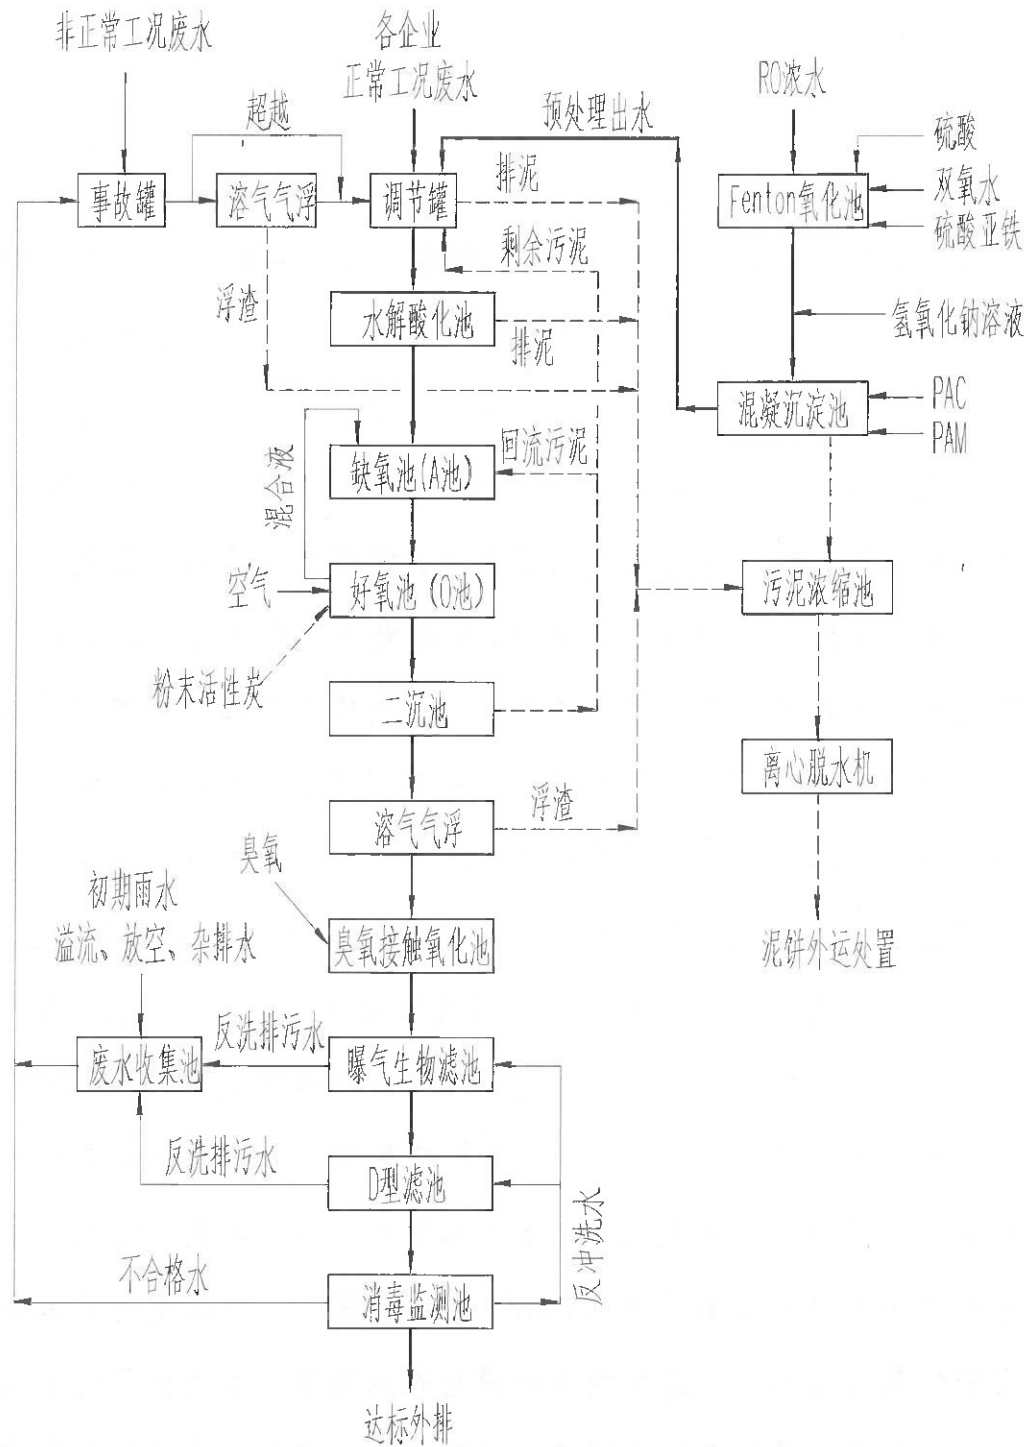 非正常工况废水
各企业
正常工况废水
RO浓水
超越
预处理出水
硫酸
事故罐
溶气气浮
调节罐
排泥
Fenton氧化池
双氧水
硫酸亚铁
剩余污泥
浮渣
水解酸化池
排泥
氢氧化钠溶液
混凝沉淀池
PAC
PAM
混合液
缺氧池(A池)
回流污泥
空气
好氧池(O池)
污泥浓缩池
粉末活性炭
二沉池
离心脱水机
浮渣
溶气气浮
臭氧
初期雨水
溢流、放空、杂排水
臭氧接触氧化池
泥饼外运处置
反洗排污水
废水收集池
曝气生物滤池
反洗排污水
D型滤池
反冲洗水
不合格水
消毒监测池
达标外排